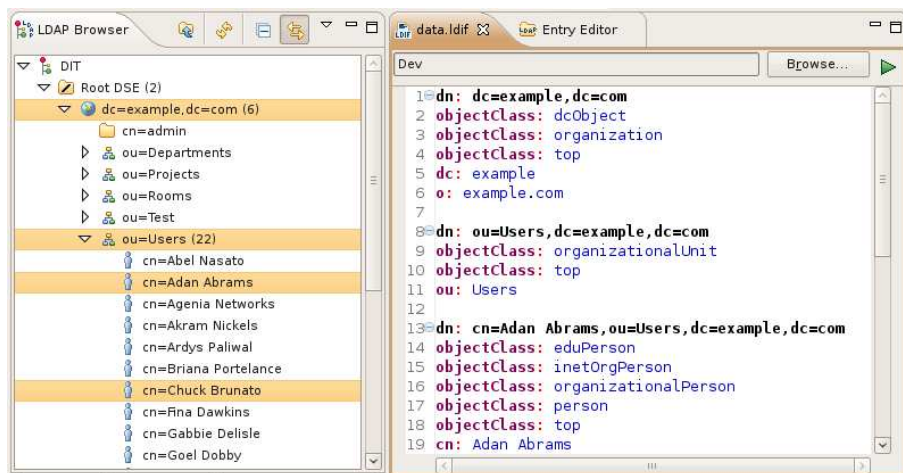 LDAP Browser
DIT
Root DSE (2)
dc=example,dc=com (6)
cn=admin
ou=Departments
ou=Projects
ou=Rooms
ou=Test
ou=Users (22)
cn=Abel Nasato
cn=Adan Abrams
cn=Agenia Networks
cn=Akram Nickels
cn=Ardys Paliwal
cn=Briana Portelance
cn=Chuck Brunato
cn=Fina Dawkins
cn=Gabbie Delisle
cn=Goel Dobby
LDIF data.ldif
LDAP Entry Editor
Dev
Browse...
1 dn: dc=example,dc=com
2 objectClass: dcObject
3 objectClass: organization
4 objectClass: top
5 dc: example
6 o: example.com
7
8 dn: ou=Users,dc=example,dc=com
9 objectClass: organizationalUnit
10 objectClass: top
11 ou: Users
12
13 dn: cn=Adan Abrams,ou=Users,dc=example,dc=com
14 objectClass: eduPerson
15 objectClass: inetOrgPerson
16 objectClass: organizationalPerson
17 objectClass: person
18 objectClass: top
19 cn: Adan Abrams